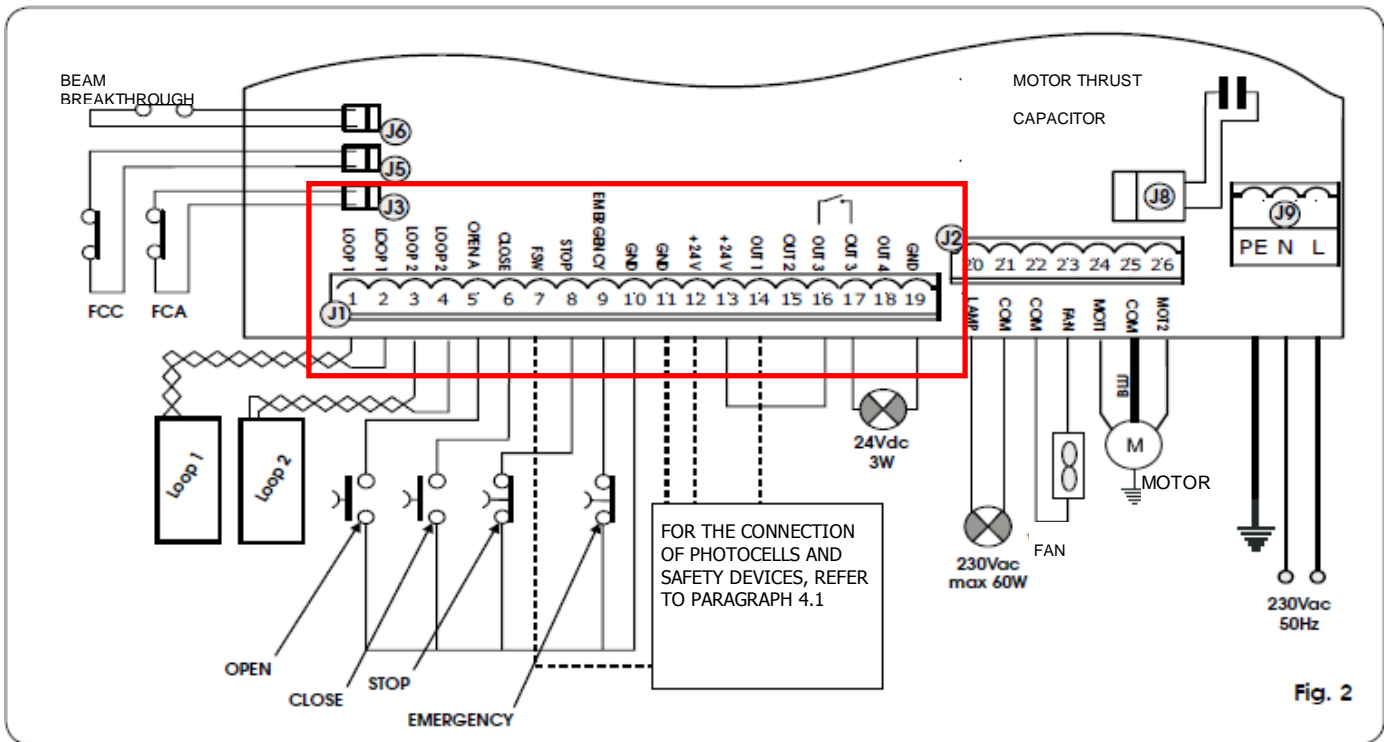 BEAM
BREAKTHROUGH
MOTOR THRUST
CAPACITOR
J6
J5
J3
J8
J9
PE N L
FCC FCA
LOOP 1 LOOP 1 LOOP 2 LOOP 2 OPEN A CLOSE FSW STOP EMERGENCY GND GND +24V +24V OUT 1 OUT 2 OUT 3 OUT 3 OUT 4 GND
1 2 3 4 5 6 7 8 9 10 11 12 13 14 15 16 17 18 19
J1
J2
20 21 22 23 24 25 26
LAMP COM COM FAN MOT1 COM MOT2
Loop 1
Loop 2
24Vdc
3W
M
MOTOR
FAN
230Vac
max 60W
230Vac
50Hz
FOR THE CONNECTION
OF PHOTOCELLS AND
SAFETY DEVICES, REFER
TO PARAGRAPH 4.1
OPEN
CLOSE
STOP
EMERGENCY
Fig. 2